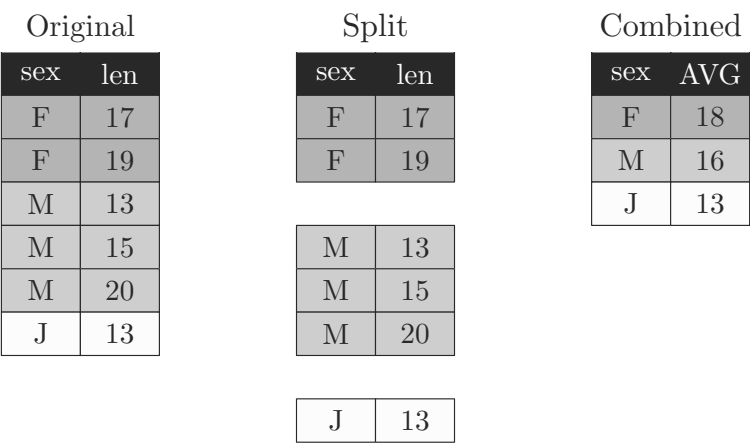 Original
sex len
F 17
F 19
M 13
M 15
M 20
J 13
Split
sex len
F 17
F 19
M 13
M 15
M 20
J 13
Combined
sex AVG
F 18
M 16
J 13